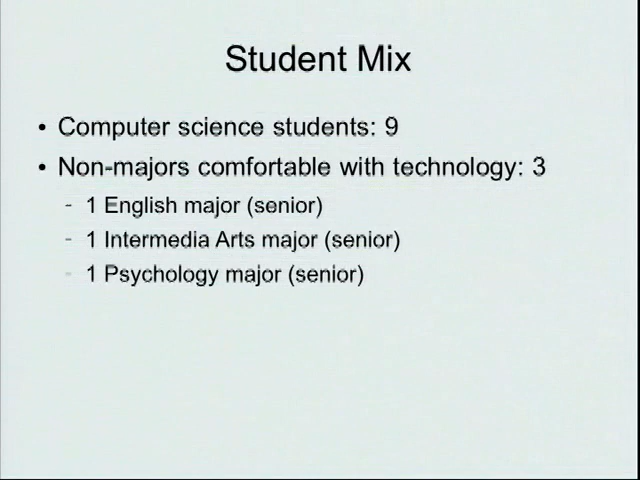 Student Mix
• Computer science students: 9
• Non-majors comfortable with technology: 3
- 1 English major (senior)
- 1 Intermedia Arts major (senior)
- 1 Psychology major (senior)